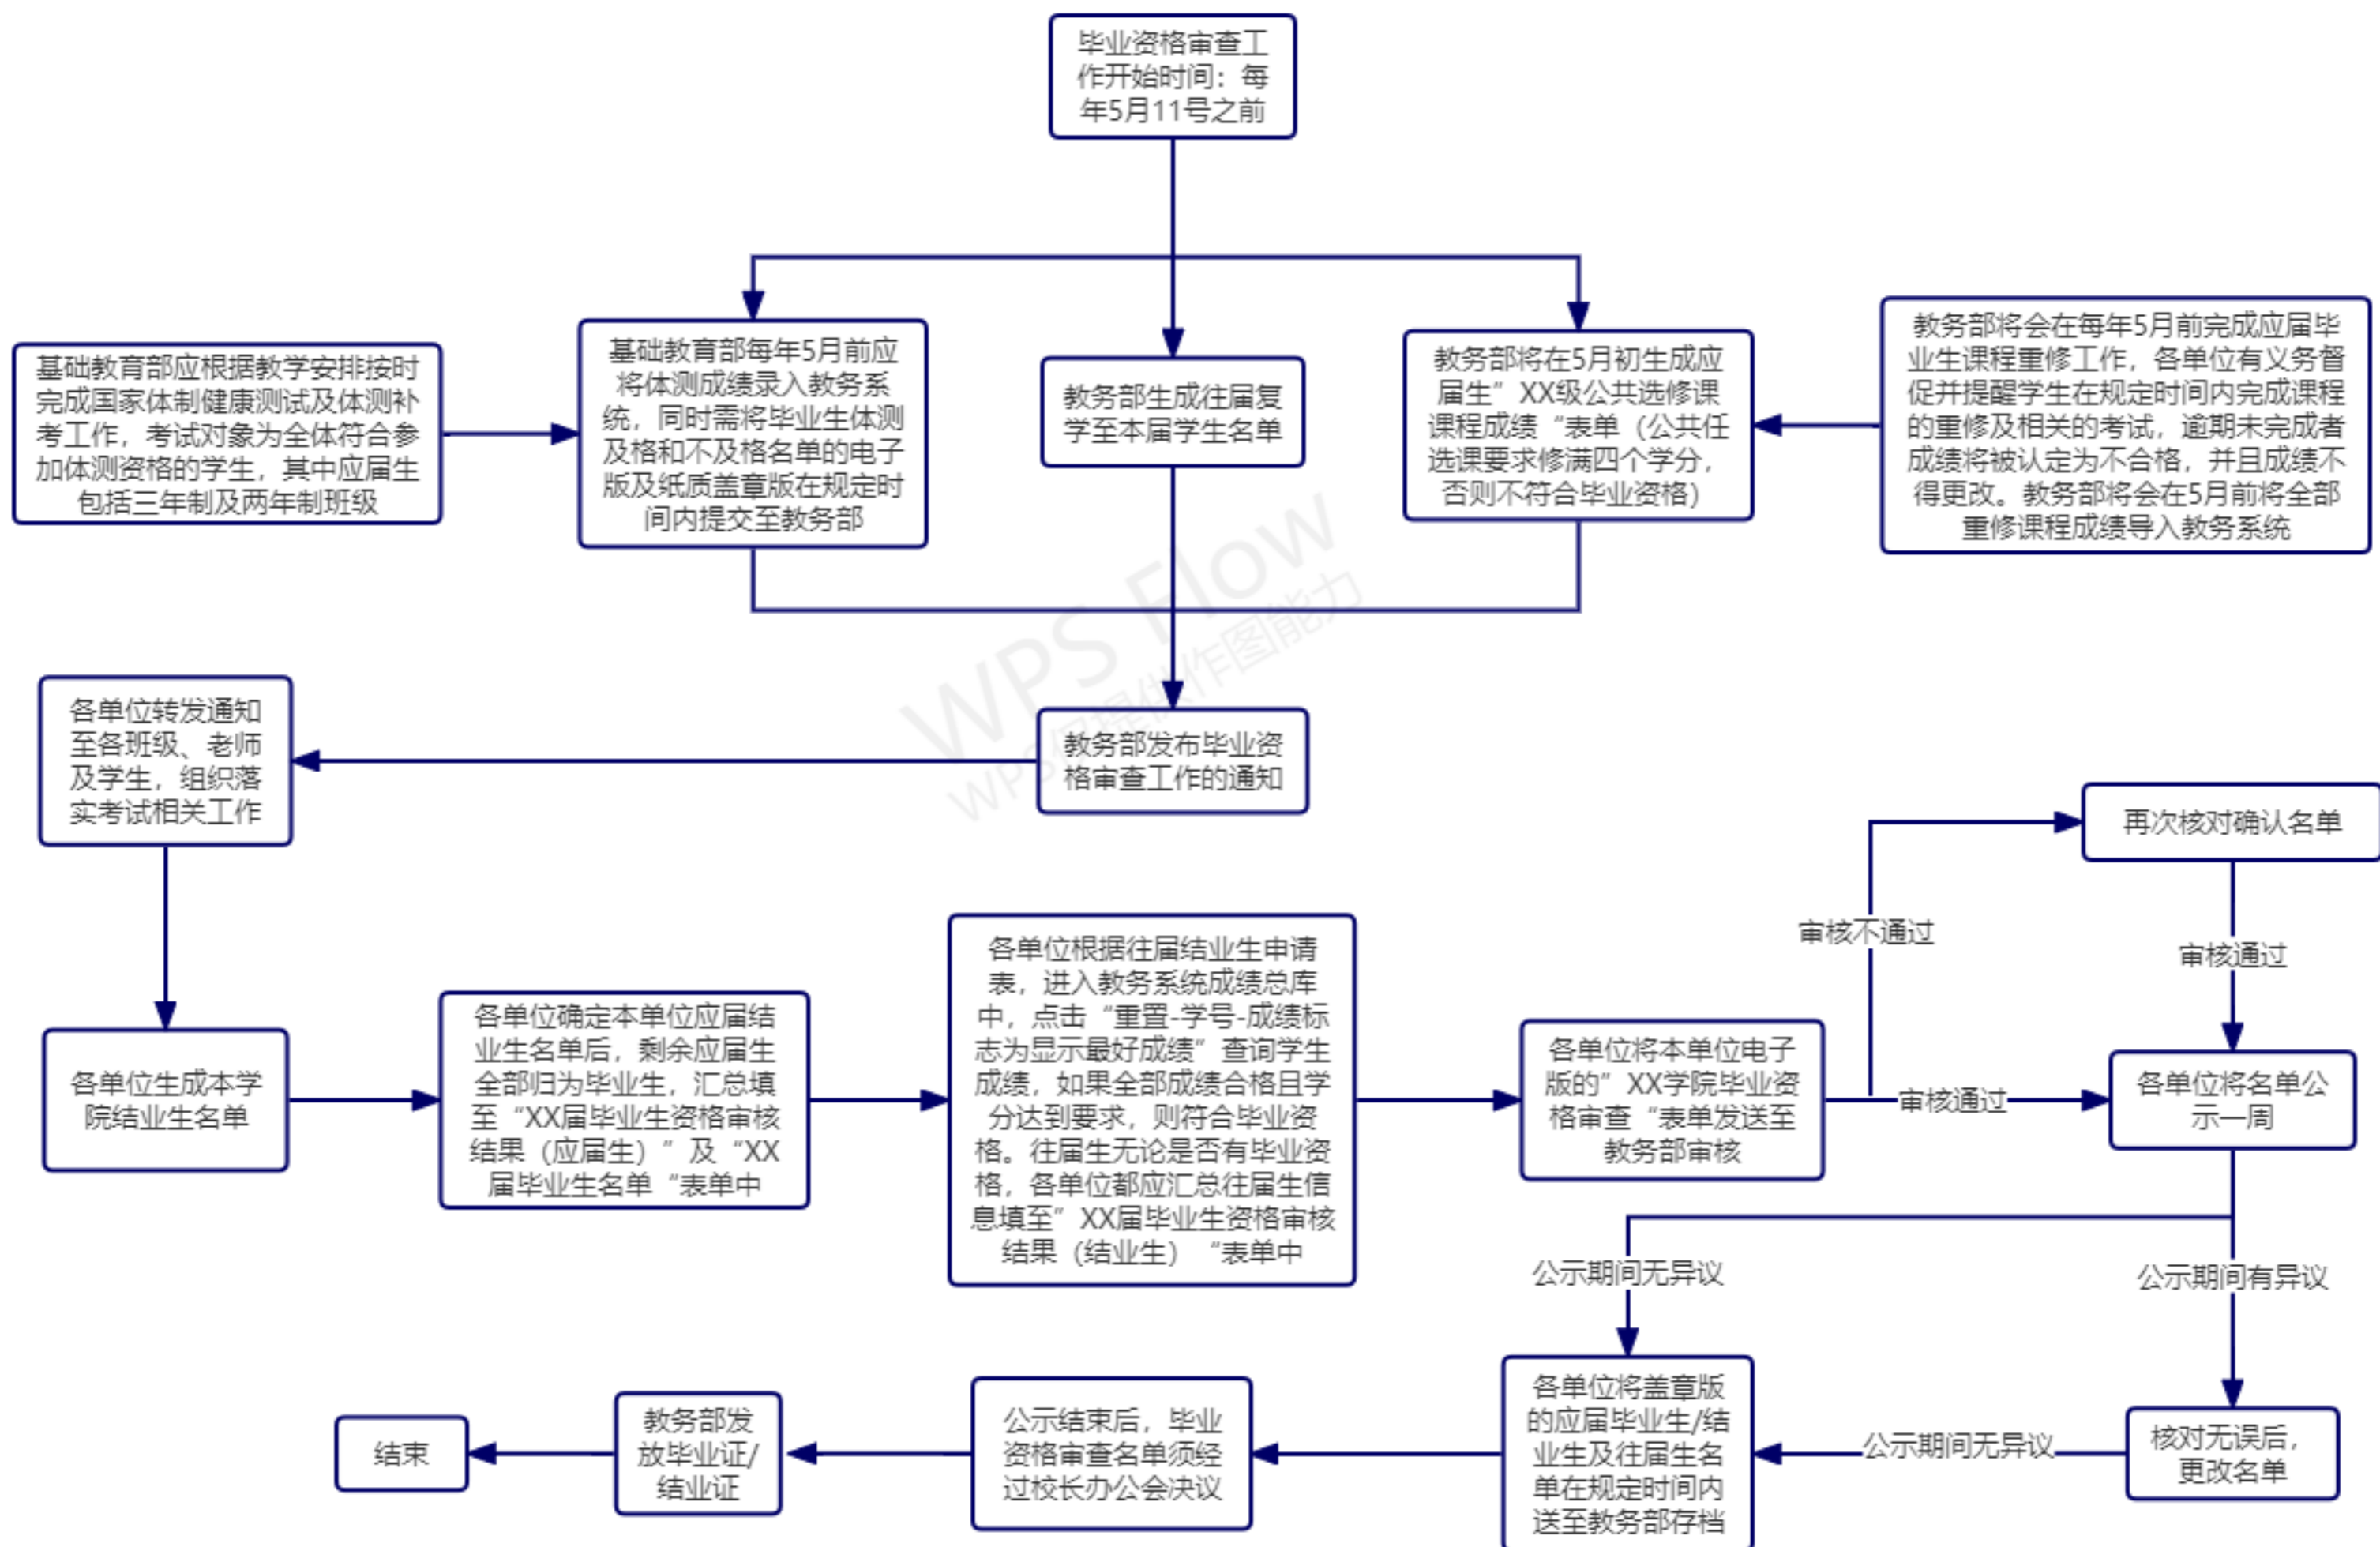 毕业资格审查工
作开始时间：每
年5月11号之前
基础教育部应根据教学安排按时
完成国家体制健康测试及体测补
考工作，考试对象为全体符合参
加体测资格的学生，其中应届生
包括三年制及两年制班级
基础教育部每年5月前应
将体测成绩录入教务系
统，同时需将毕业生体测
及格和不及格名单的电子
版及纸质盖章版在规定时
间内提交至教务部
教务部生成往届复
学至本届学生名单
教务部将在5月初生成应
届生”XX级公共选修课
课程成绩“表单（公共任
选课要求修满四个学分，
否则不符合毕业资格）
教务部将会在每年5月前完成应届毕
业生课程重修工作，各单位有义务督
促并提醒学生在规定时间内完成课程
的重修及相关的考试，逾期未完成者
成绩将被认定为不合格，并且成绩不
得更改。教务部将会在5月前将全部
重修课程成绩导入教务系统
WPS Flow
WPS仅提供作图能力
各单位转发通知
至各班级、老师
及学生，组织落
实考试相关工作
教务部发布毕业资
格审查工作的通知
再次核对确认名单
审核不通过
审核通过
各单位生成本学
院结业生名单
各单位确定本单位应届结
业生名单后，剩余应届生
全部归为毕业生，汇总填
至“XX届毕业生资格审核
结果（应届生）”及“XX
届毕业生名单“表单中
各单位根据往届结业生申请
表，进入教务系统成绩总库
中，点击“重置-学号-成绩标
志为显示最好成绩”查询学生
成绩，如果全部成绩合格且学
分达到要求，则符合毕业资
格。往届生无论是否有毕业资
格，各单位都应汇总往届生信
息填至”XX届毕业生资格审核
结果（结业生）“表单中
各单位将本单位电子
版的”XX学院毕业资
格审查“表单发送至
教务部审核
审核通过
各单位将名单公
示一周
公示期间无异议
公示期间有异议
结束
教务部发
放毕业证/
结业证
公示结束后，毕业
资格审查名单须经
过校长办公会决议
各单位将盖章版
的应届毕业生/结
业生及往届生名
单在规定时间内
送至教务部存档
公示期间无异议
核对无误后，
更改名单